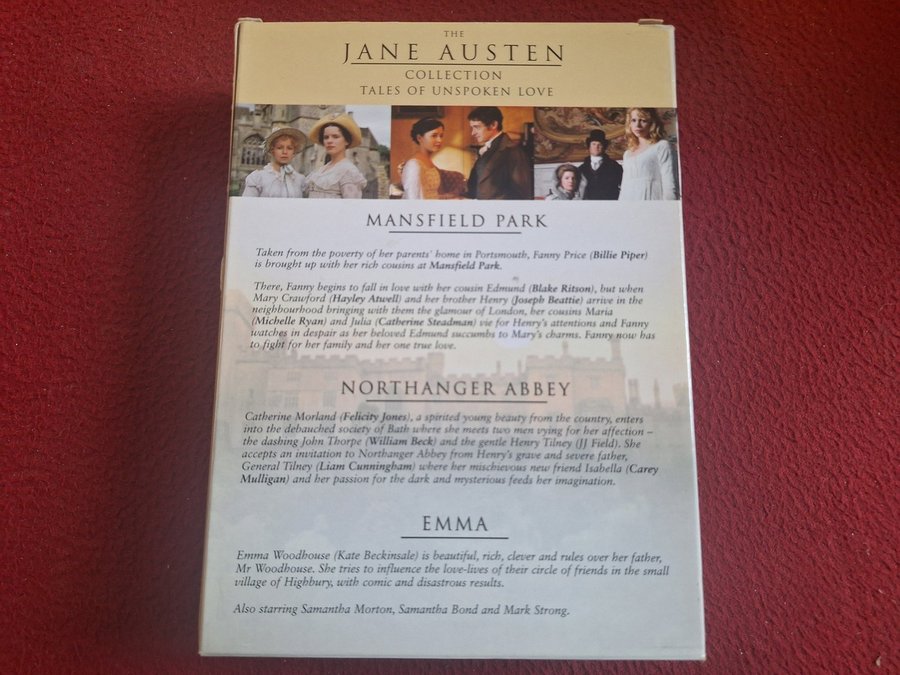 THE
JANE AUSTEN
COLLECTION
TALES OF UNSPOKEN LOVE
MANSFIELD PARK
Taken from the poverty of her parents' home in Portsmouth, Fanny Price (Billie Piper)
is brought up with her rich cousins at Mansfield Park.
There, Fanny begins to fall in love with her cousin Edmund (Blake Ritson), but when
Mary Crawford (Hayley Atwell) and her brother Henry (Joseph Beattie) arrive in the
neighbourhood bringing with them the glamour of London, her cousins Maria
(Michelle Ryan) and Julia (Catherine Steadman) vie for Henry's attentions and Fanny
watches in despair as her beloved Edmund succumbs to Mary's charms. Fanny now has
to fight for her family and her one true love.
NORTHANGER ABBEY
Catherine Morland (Felicity Jones), a spirited young beauty from the country, enters
into the debauched society of Bath where she meets two men vying for her affection –
the dashing John Thorpe (William Beck) and the gentle Henry Tilney (JJ Field). She
accepts an invitation to Northanger Abbey from Henry's grave and severe father,
General Tilney (Liam Cunningham) where her mischievous new friend Isabella (Carey
Mulligan) and her passion for the dark and mysterious feeds her imagination.
EMMA
Emma Woodhouse (Kate Beckinsale) is beautiful, rich, clever and rules over her father,
Mr Woodhouse. She tries to influence the love-lives of their circle of friends in the small
village of Highbury, with comic and disastrous results.
Also starring Samantha Morton, Samantha Bond and Mark Strong.